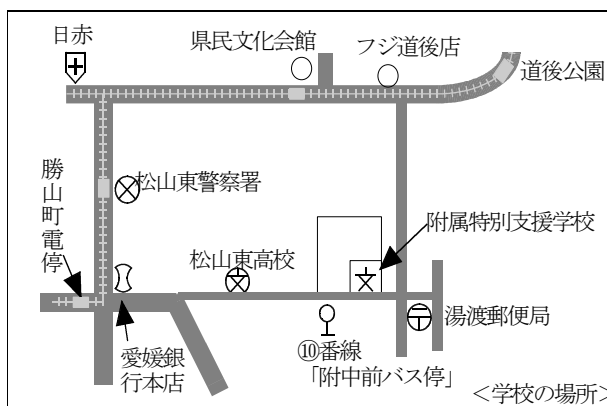 日赤
県民文化会館
フジ道後店
道後公園
勝山町電停
松山東警察署
附属特別支援学校
松山東高校
湯渡郵便局
愛媛銀
行本店
⑩番線
「附中前バス停」
＜学校の場所＞